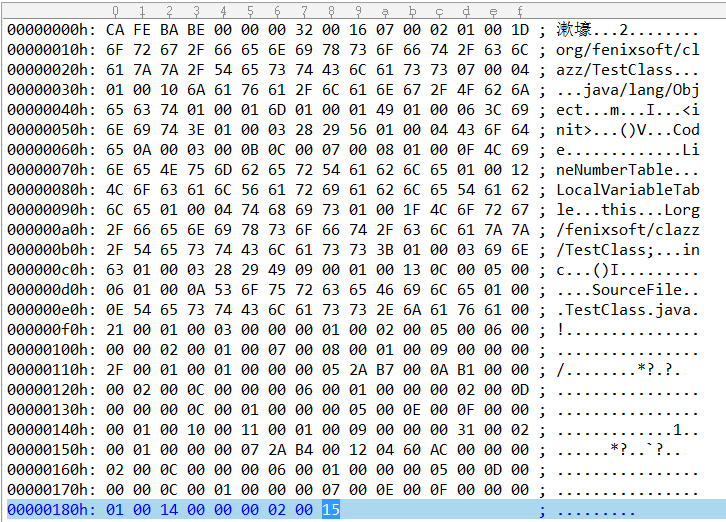 0 1 2 3 4 5 6 7 8 9 a b c d e f
00000000h: CA FE BA BE 00 00 00 32 00 16 07 00 02 01 00 1D ; 漱壕...2........
00000010h: 6F 72 67 2F 66 65 6E 69 78 73 6F 66 74 2F 63 6C ; org/fenixsoft/cl
00000020h: 61 7A 7A 2F 54 65 73 74 43 6C 61 73 73 07 00 04 ; azz/TestClass...
00000030h: 01 00 10 6A 61 76 61 2F 6C 61 6E 67 2F 4F 62 6A ; ...java/lang/Obj
00000040h: 65 63 74 01 00 01 6D 01 00 01 49 01 00 06 3C 69 ; ect...m...I...<i
00000050h: 6E 69 74 3E 01 00 03 28 29 56 01 00 04 43 6F 64 ; nit>...()V...Cod
00000060h: 65 0A 00 03 00 0B 0C 00 07 00 08 01 00 0F 4C 69 ; e.............Li
00000070h: 6E 65 4E 75 6D 62 65 72 54 61 62 6C 65 01 00 12 ; neNumberTable...
00000080h: 4C 6F 63 61 6C 56 61 72 69 61 62 6C 65 54 61 62 ; LocalVariableTab
00000090h: 6C 65 01 00 04 74 68 69 73 01 00 1F 4C 6F 72 67 ; le...this...Lorg
000000a0h: 2F 66 65 6E 69 78 73 6F 66 74 2F 63 6C 61 7A 7A ; /fenixsoft/clazz
000000b0h: 2F 54 65 73 74 43 6C 61 73 73 3B 01 00 03 69 6E ; /TestClass;...in
000000c0h: 63 01 00 03 28 29 49 09 00 01 00 13 0C 00 05 00 ; c...()I.........
000000d0h: 06 01 00 0A 53 6F 75 72 63 65 46 69 6C 65 01 00 ; ....SourceFile..
000000e0h: 0E 54 65 73 74 43 6C 61 73 73 2E 6A 61 76 61 00 ; .TestClass.java.
000000f0h: 21 00 01 00 03 00 00 00 01 00 02 00 05 00 06 00 ; !...............
00000100h: 00 00 02 00 01 00 07 00 08 00 01 00 09 00 00 00 ; ................
00000110h: 2F 00 01 00 01 00 00 00 05 2A B7 00 0A B1 00 00 ; /........*?.?.
00000120h: 00 02 00 0C 00 00 00 06 00 01 00 00 00 02 00 0D ; ................
00000130h: 00 00 00 0C 00 01 00 00 00 05 00 0E 00 0F 00 00 ; ................
00000140h: 00 01 00 10 00 11 00 01 00 09 00 00 00 31 00 02 ; .............1..
00000150h: 00 01 00 00 00 07 2A B4 00 12 04 60 AC 00 00 00 ; ......*?..`?..
00000160h: 02 00 0C 00 00 00 06 00 01 00 00 00 05 00 0D 00 ; ................
00000170h: 00 00 0C 00 01 00 00 00 07 00 0E 00 0F 00 00 00 ; ................
00000180h: 01 00 14 00 00 00 02 00 15 ; .........